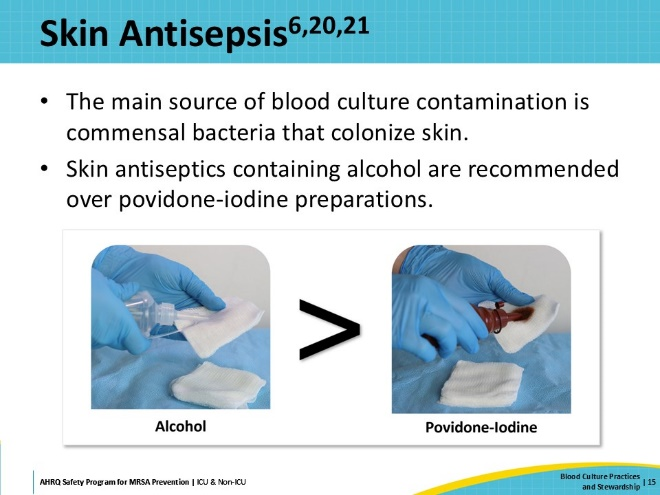 Skin Antisepsis6,20,21
• The main source of blood culture contamination is
commensal bacteria that colonize skin.
• Skin antiseptics containing alcohol are recommended
over povidone-iodine preparations.
>
Alcohol
Povidone-Iodine
AHRQ Safety Program for MRSA Prevention | ICU & Non-ICU
Blood Culture Practices
and Stewardship | 15